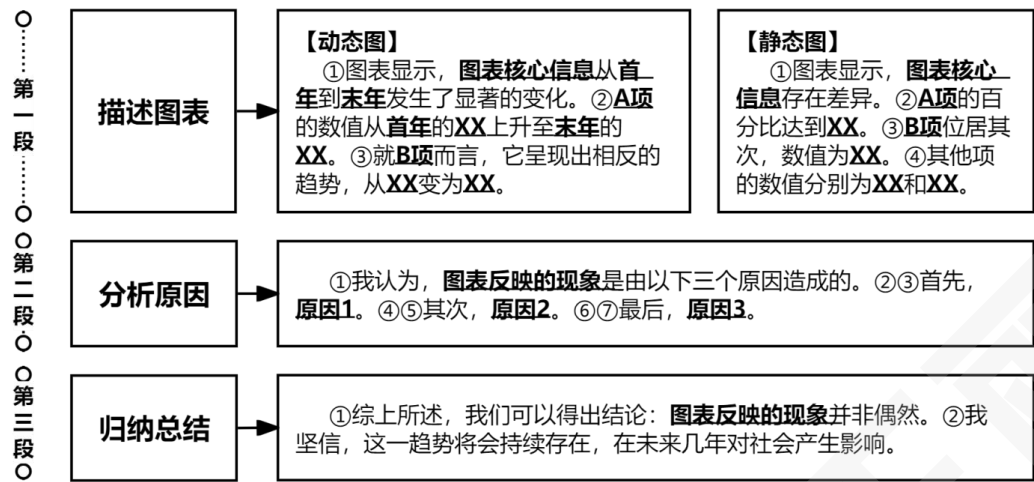 第一段
描述图表
【动态图】
①图表显示，图表核心信息从首
年到末年发生了显著的变化。②A项
的数值从首年的XX上升至末年的
XX。③就B项而言，它呈现出相反的
趋势，从XX变为XX。
【静态图】
①图表显示，图表核心
信息存在差异。②A项的百
分比达到XX。③B项位居其
次，数值为XX。④其他项
的数值分别为XX和XX。
第二段
分析原因
①我认为，图表反映的现象是由以下三个原因造成的。②③首先，
原因1。④⑤其次，原因2。⑥⑦最后，原因3。
第三段
归纳总结
①综上所述，我们可以得出结论：图表反映的现象并非偶然。②我
坚信，这一趋势将会持续存在，在未来几年对社会产生影响。